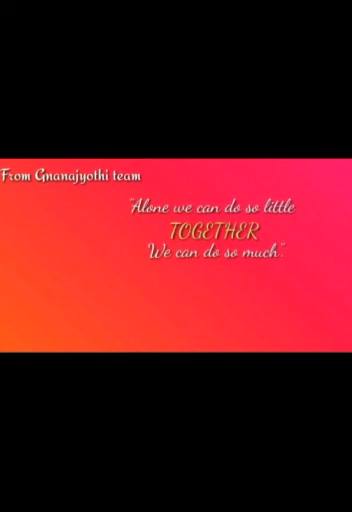 From Gnanajyothi team
"Alone we can do so little
TOGETHER
We can do so much".